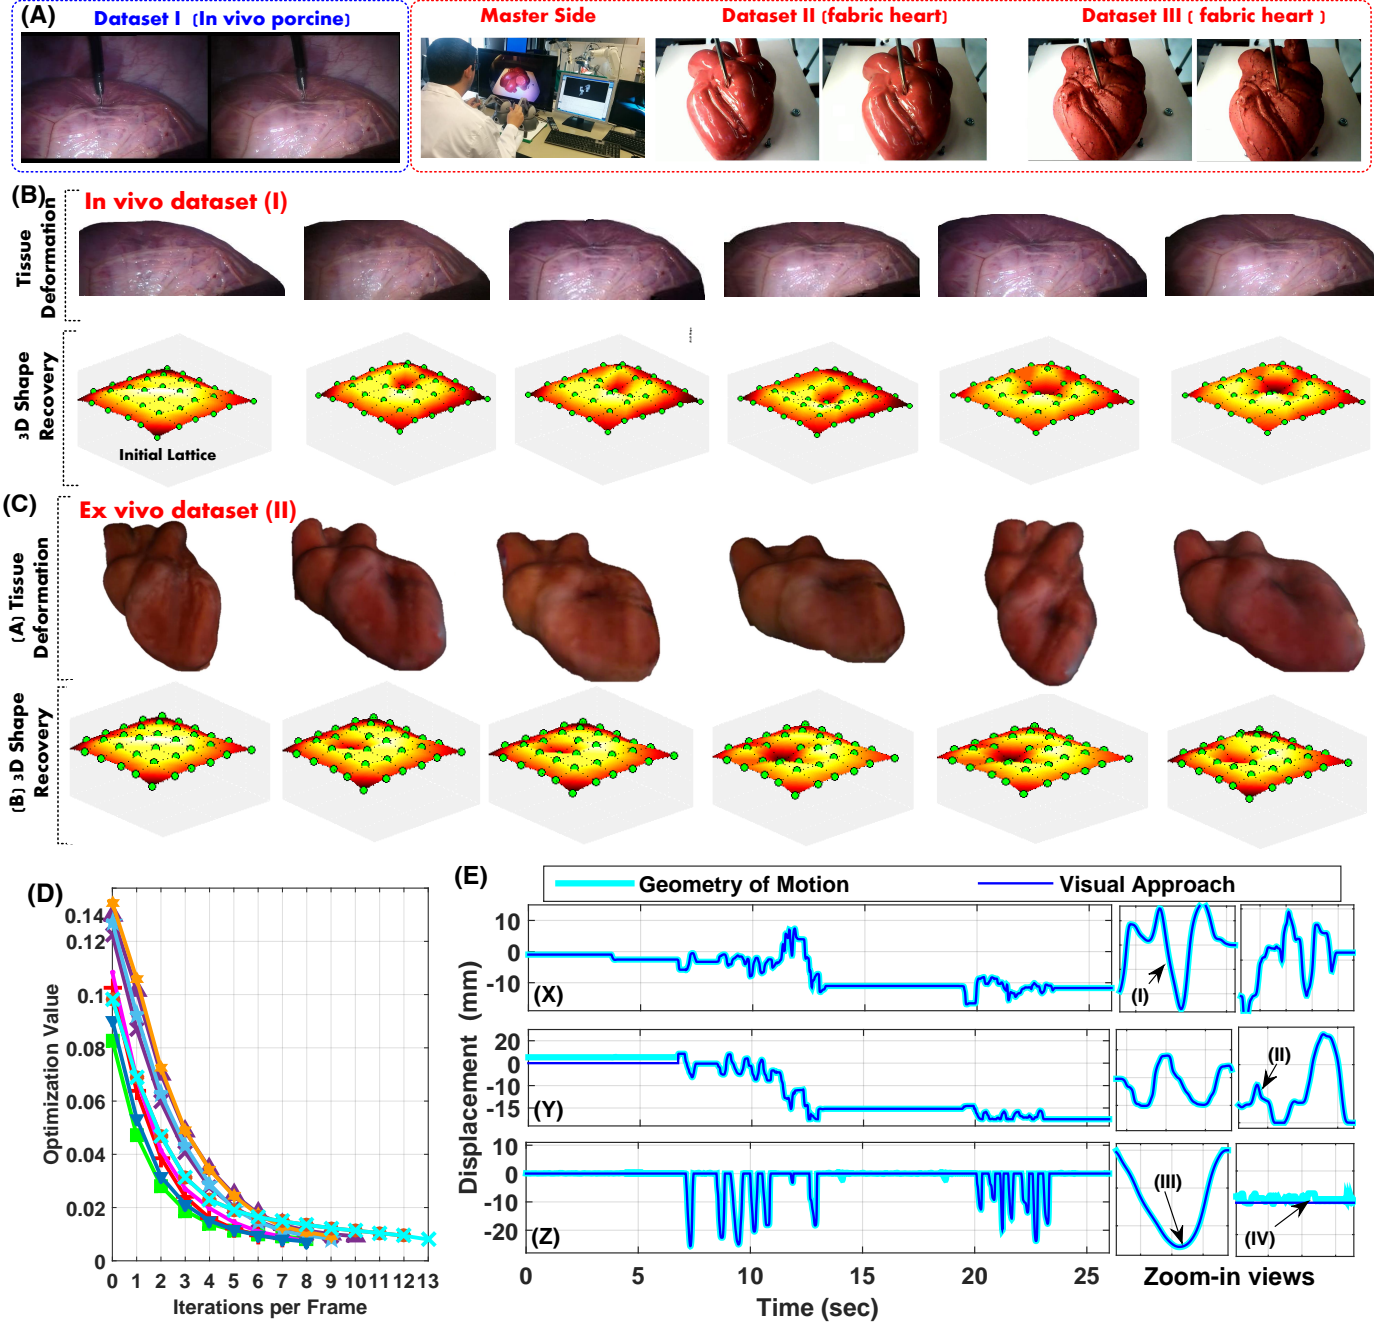 (A)
Dataset I (In vivo porcine)
Master Side
Dataset II (fabric heart)
Dataset III ( fabric heart )
(B)
In vivo dataset (I)
Tissue
Deformation
3D Shape
Recovery
Initial Lattice
(C)
Ex vivo dataset (II)
(A) Tissue
Deformation
(B) 3D Shape
Recovery
(D)
Optimization Value
0.14
0.12
0.1
0.08
0.06
0.04
0.02
0
0 1 2 3 4 5 6 7 8 9 10 11 12 13
Iterations per Frame
(E)
Geometry of Motion
Visual Approach
Displacement (mm)
10
0
-10
(X)
(I)
20
0
-10
-15
(Y)
(II)
10
0
-10
-20
(Z)
(III)
(IV)
0 5 10 15 20 25
Time (sec)
Zoom-in views